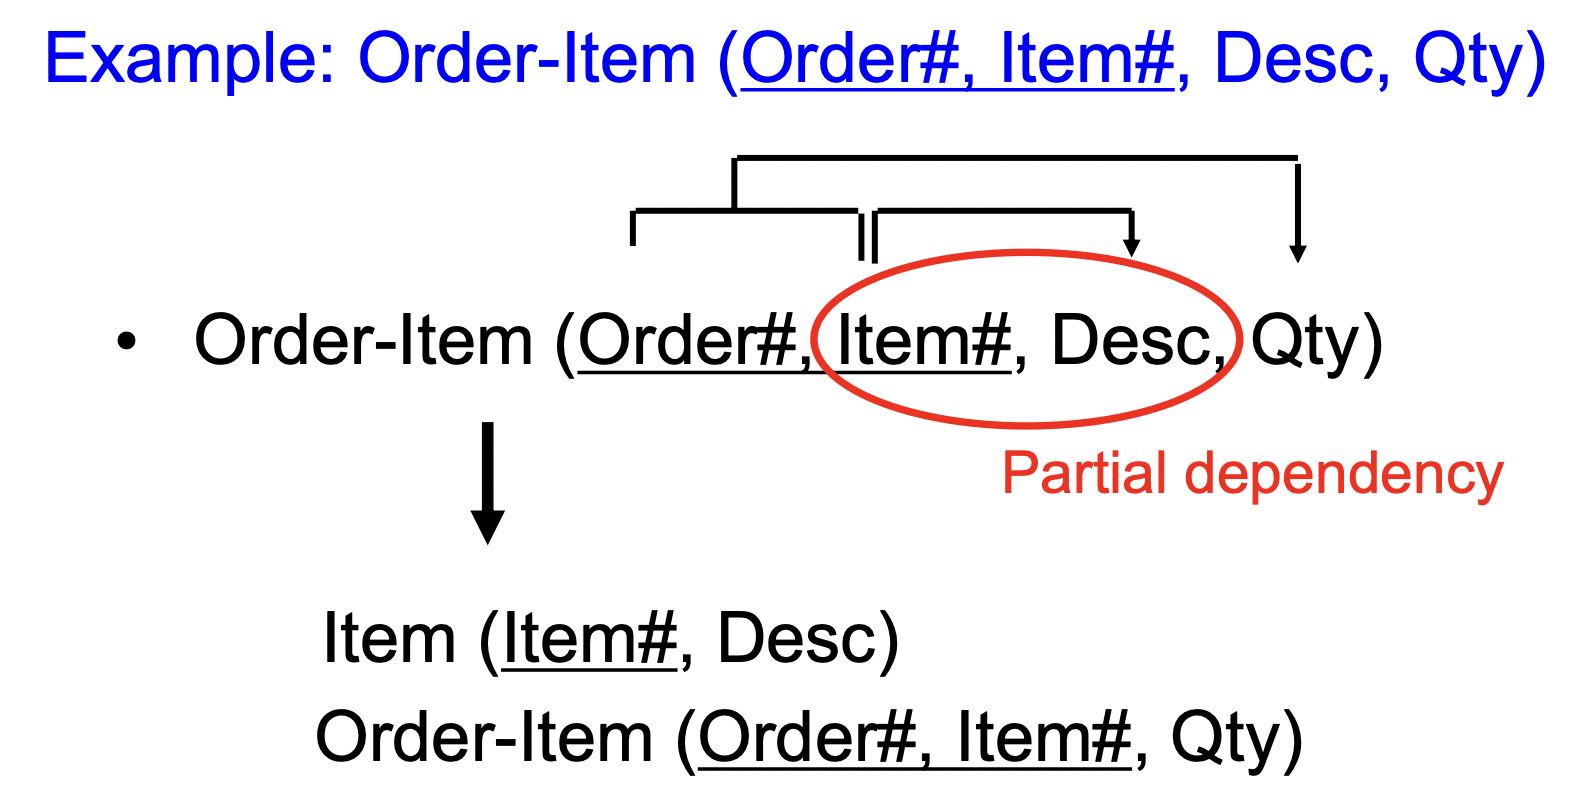 Example: Order-Item (Order#, Item#, Desc, Qty)
• Order-Item (Order#, Item#, Desc, Qty)
Partial dependency
Item (Item#, Desc)
Order-Item (Order#, Item#, Qty)